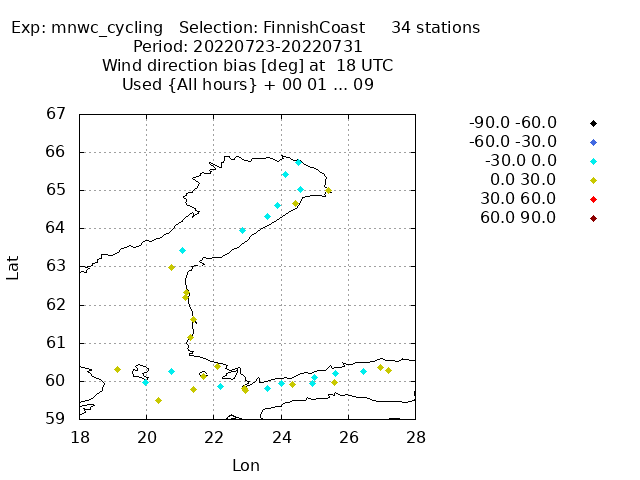 Exp: mnwc_cycling   Selection: FinnishCoast     34 stations
Period: 20220723-20220731
Wind direction bias [deg] at  18 UTC
Used {All hours} + 00 01 ... 09
-90.0 -60.0
-60.0 -30.0
-30.0 0.0
0.0 30.0
30.0 60.0
60.0 90.0
67
66
65
64
63
62
61
60
59
Lat
18 20 22 24 26 28
Lon